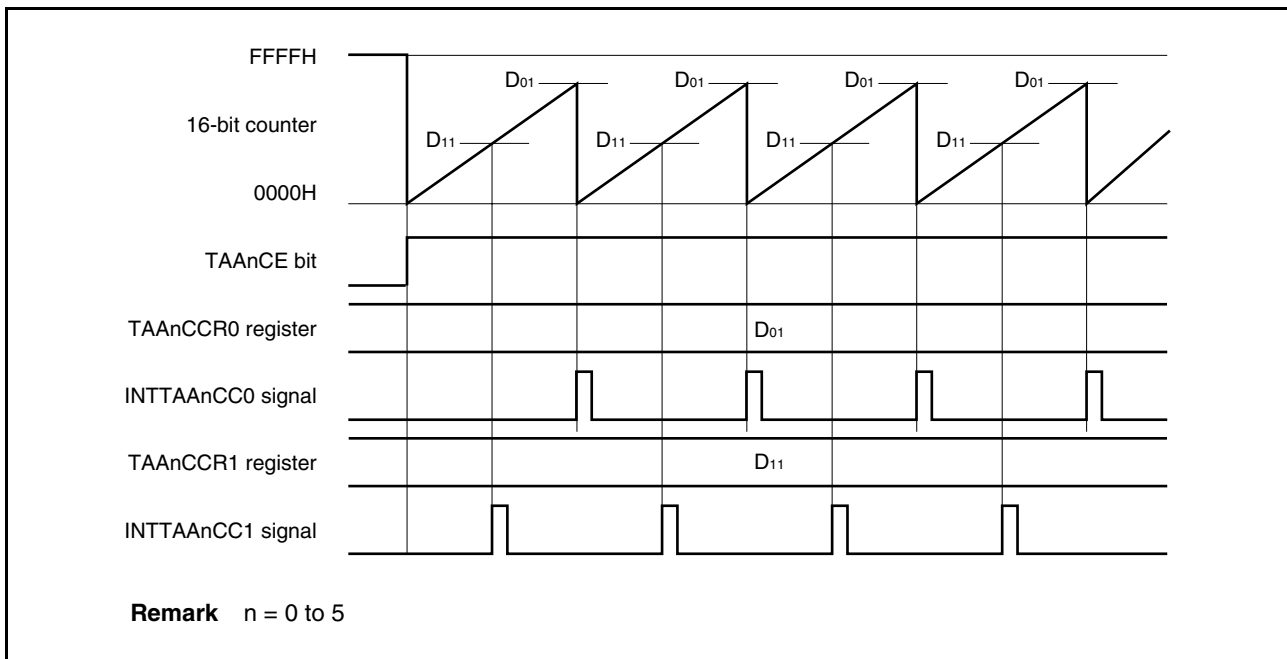 FFFFH
D01 D01 D01 D01
16-bit counter
D11 D11 D11 D11
0000H
TAAnCE bit
TAAnCCR0 register
D01
INTTAAnCC0 signal
TAAnCCR1 register
D11
INTTAAnCC1 signal
Remark n = 0 to 5